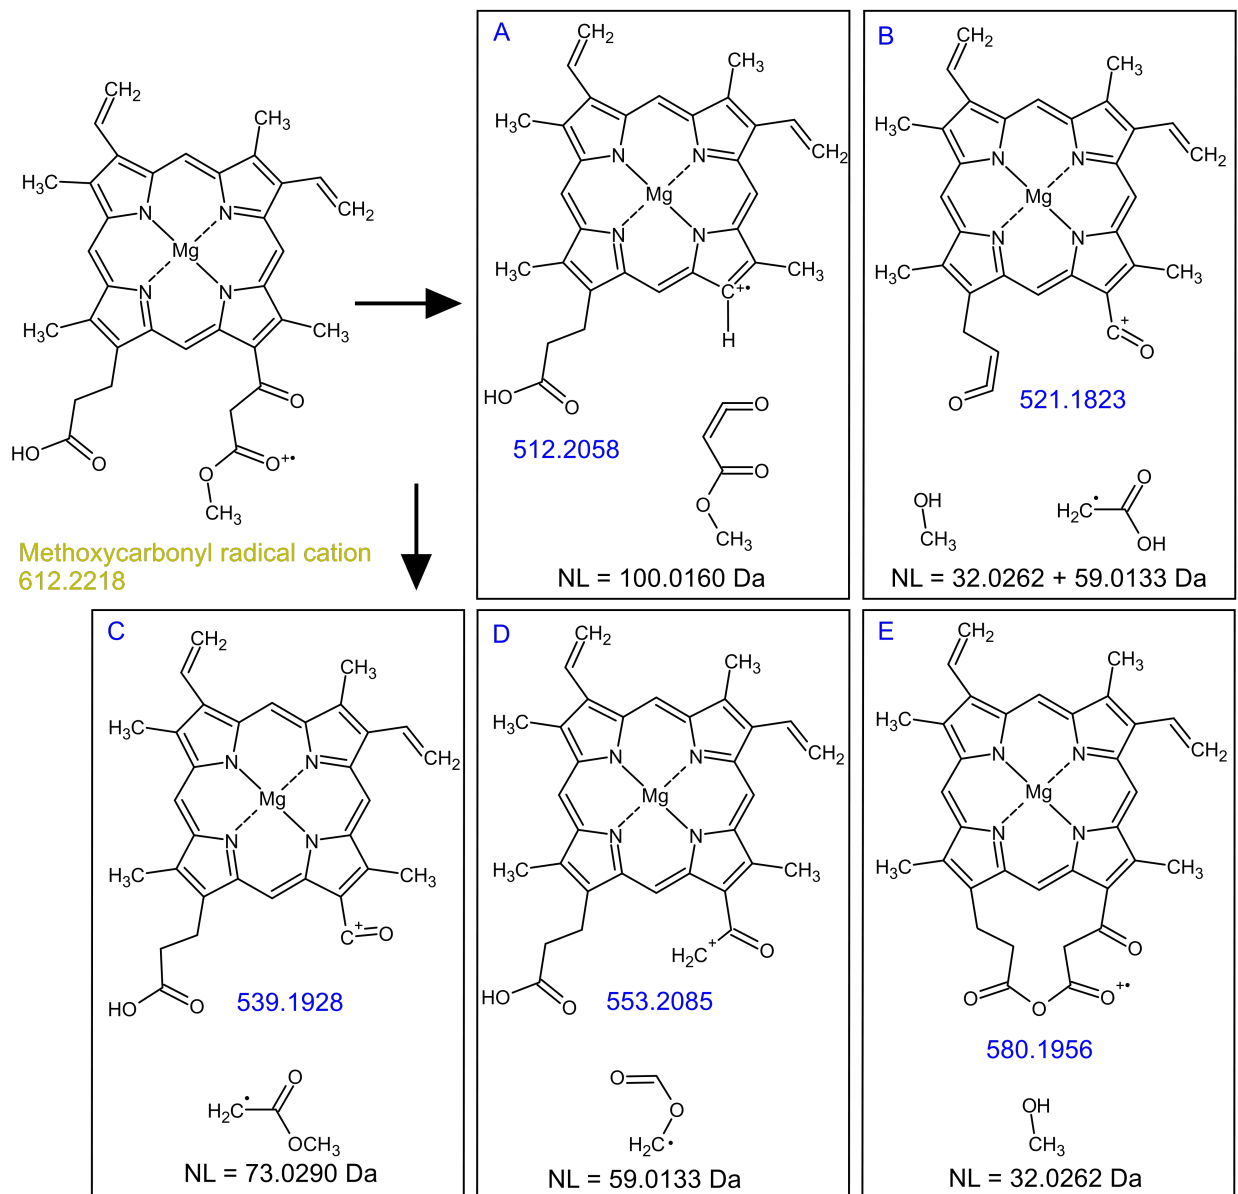 CH₂
CH₃
H₃C
N
N
CH₂
Mg
N
N
H₃C
CH₃
O
HO
O
O
O⁺•
CH₃
Methoxycarbonyl radical cation
612.2218
A
CH₂
CH₃
H₃C
N
N
CH₂
Mg
N
N
H₃C
CH₃
C⁺•
H
HO
O
512.2058
O
O
O
CH₃
NL = 100.0160 Da
B
CH₂
CH₃
H₃C
N
N
CH₂
Mg
N
N
H₃C
CH₃
C⁺
O
O
521.1823
OH
CH₃
H₂C•
O
OH
NL = 32.0262 + 59.0133 Da
C
CH₂
CH₃
H₃C
N
N
CH₂
Mg
N
N
H₃C
CH₃
C⁺
O
HO
O
539.1928
H₂C•
O
OCH₃
NL = 73.0290 Da
D
CH₂
CH₃
H₃C
N
N
CH₂
Mg
N
N
H₃C
CH₃
H₂C⁺
O
HO
O
553.2085
O
O
H₂C•
NL = 59.0133 Da
E
CH₂
CH₃
H₃C
N
N
CH₂
Mg
N
N
H₃C
CH₃
O
O
O
O⁺•
580.1956
OH
CH₃
NL = 32.0262 Da